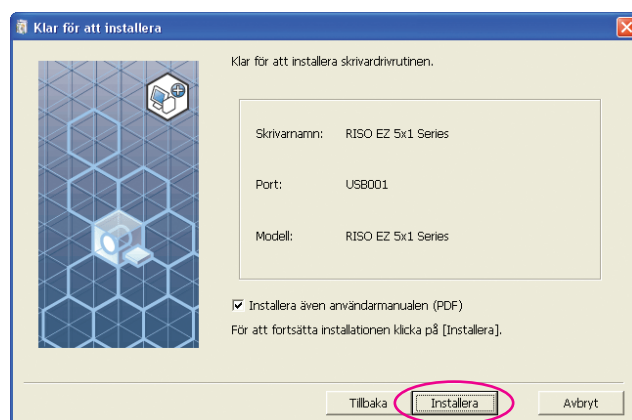 Klar för att installera
Klar för att installera skrivardrivrutinen.
Skrivarnamn: RISO EZ 5x1 Series
Port: USB001
Modell: RISO EZ 5x1 Series
Installera även användarmanualen (PDF)
För att fortsätta installationen klicka på [Installera].
Tillbaka Installera Avbryt